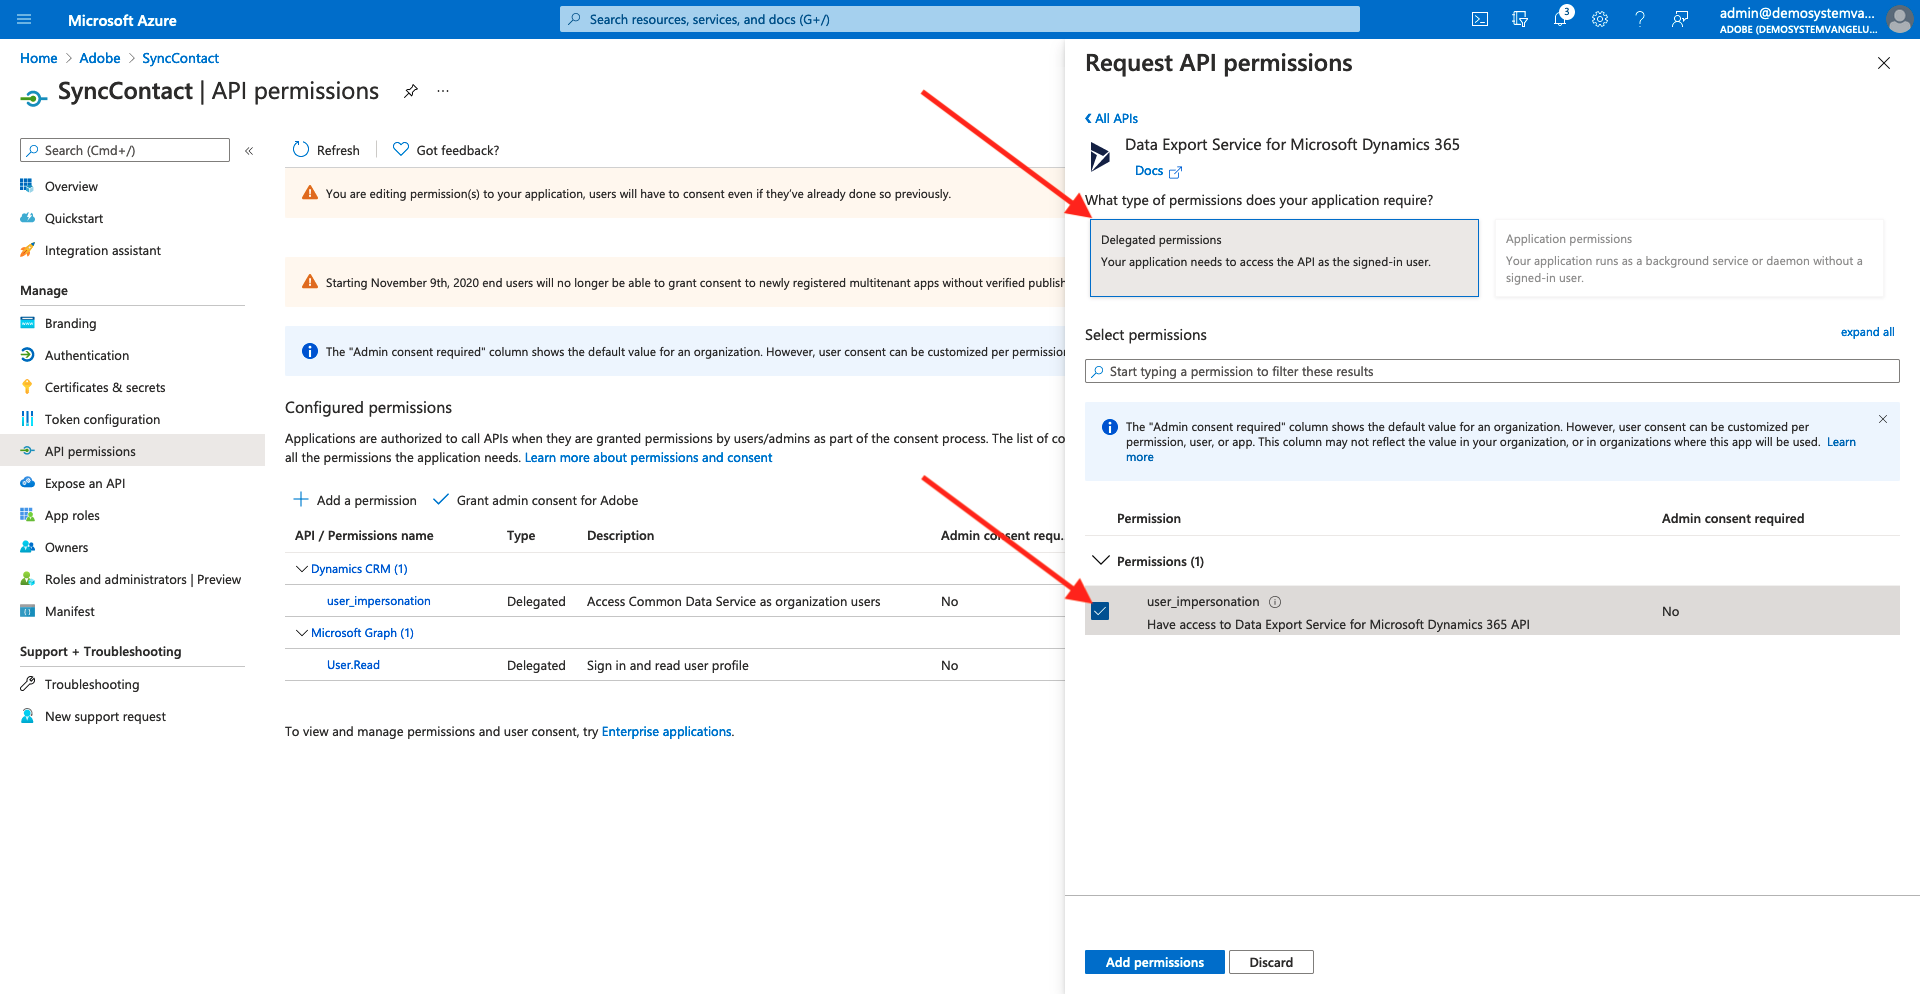 Microsoft Azure
Search resources, services, and docs (G+/)
3
admin@demosystemva...
ADOBE (DEMOSYSTEMVANGELU...
Home > Adobe > SyncContact
SyncContact | API permissions
...
Search (Cmd+/)
«
Overview
Quickstart
Integration assistant
Manage
Branding
Authentication
Certificates & secrets
Token configuration
API permissions
Expose an API
App roles
Owners
Roles and administrators | Preview
Manifest
Support + Troubleshooting
Troubleshooting
New support request
Refresh
Got feedback?
You are editing permission(s) to your application, users will have to consent even if they've already done so previously.
Starting November 9th, 2020 end users will no longer be able to grant consent to newly registered multitenant apps without verified publish
The "Admin consent required" column shows the default value for an organization. However, user consent can be customized per permissio
Configured permissions
Applications are authorized to call APIs when they are granted permissions by users/admins as part of the consent process. The list of co
all the permissions the application needs. Learn more about permissions and consent
Add a permission
Grant admin consent for Adobe
API / Permissions name Type Description Admin consent requ...
Dynamics CRM (1)
user_impersonation Delegated Access Common Data Service as organization users No
Microsoft Graph (1)
User.Read Delegated Sign in and read user profile No
To view and manage permissions and user consent, try Enterprise applications.
Request API permissions
All APIs
Data Export Service for Microsoft Dynamics 365
Docs
What type of permissions does your application require?
Delegated permissions
Your application needs to access the API as the signed-in user.
Application permissions
Your application runs as a background service or daemon without a
signed-in user.
Select permissions
expand all
Start typing a permission to filter these results
The "Admin consent required" column shows the default value for an organization. However, user consent can be customized per
permission, user, or app. This column may not reflect the value in your organization, or in organizations where this app will be used. Learn
more
Permission Admin consent required
Permissions (1)
user_impersonation
Have access to Data Export Service for Microsoft Dynamics 365 API
No
Add permissions
Discard